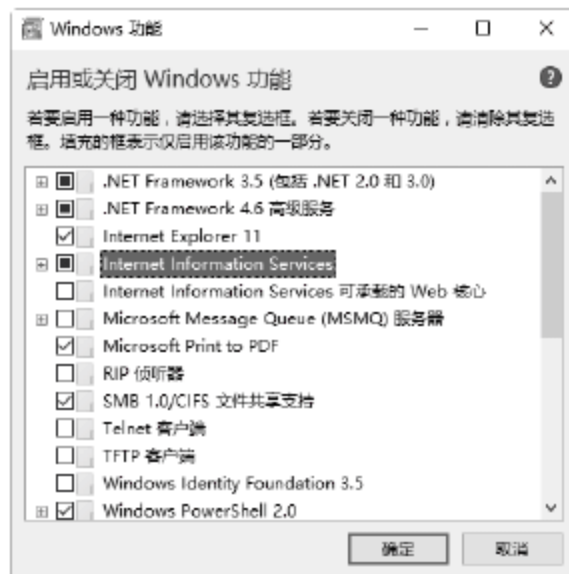 Windows 功能
启用或关闭 Windows 功能
若要启用一种功能，请选择其复选框。若要关闭一种功能，请清除其复选
框。填充的框表示仅启用该功能的一部分。
.NET Framework 3.5 (包括 .NET 2.0 和 3.0)
.NET Framework 4.6 高级服务
Internet Explorer 11
Internet Information Services
Internet Information Services 可承载的 Web 核心
Microsoft Message Queue (MSMQ) 服务器
Microsoft Print to PDF
RIP 侦听器
SMB 1.0/CIFS 文件共享支持
Telnet 客户端
TFTP 客户端
Windows Identity Foundation 3.5
Windows PowerShell 2.0
确定 取消